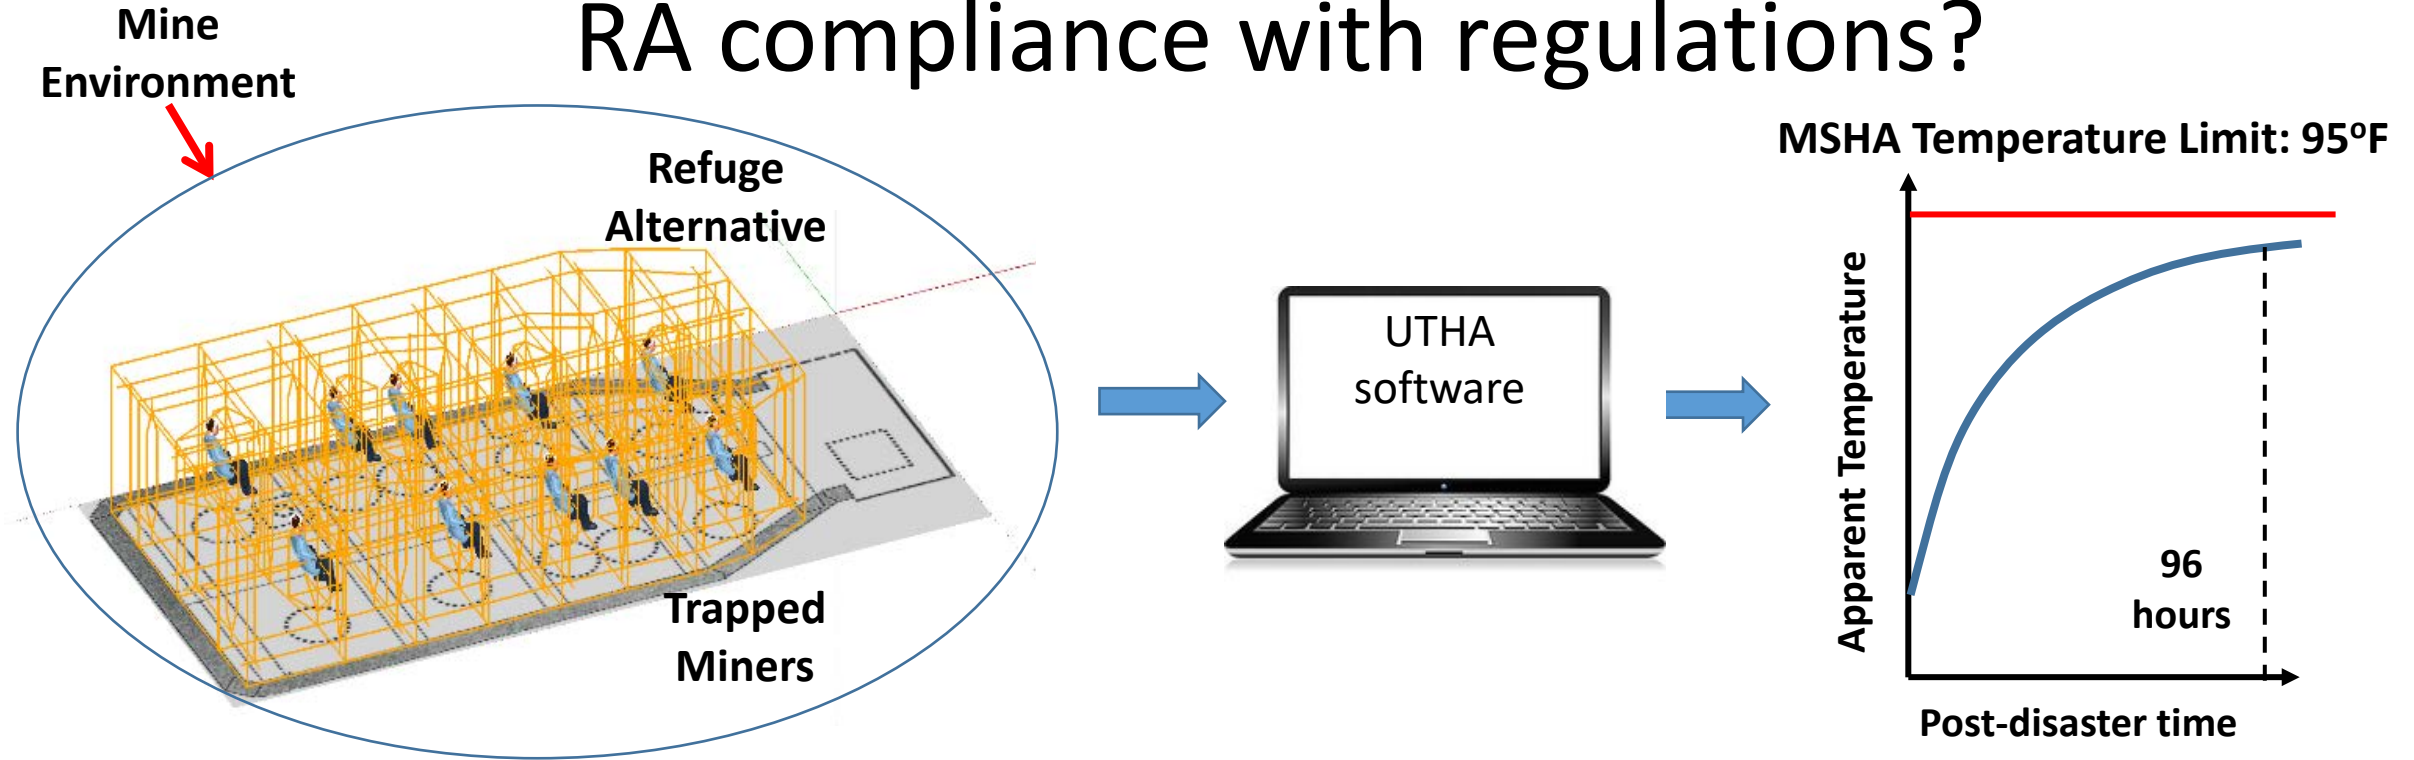 RA compliance with regulations?
Mine
Environment
Refuge
Alternative
Trapped
Miners
UTHA
software
MSHA Temperature Limit: 95ºF
Apparent Temperature
96
hours
Post-disaster time